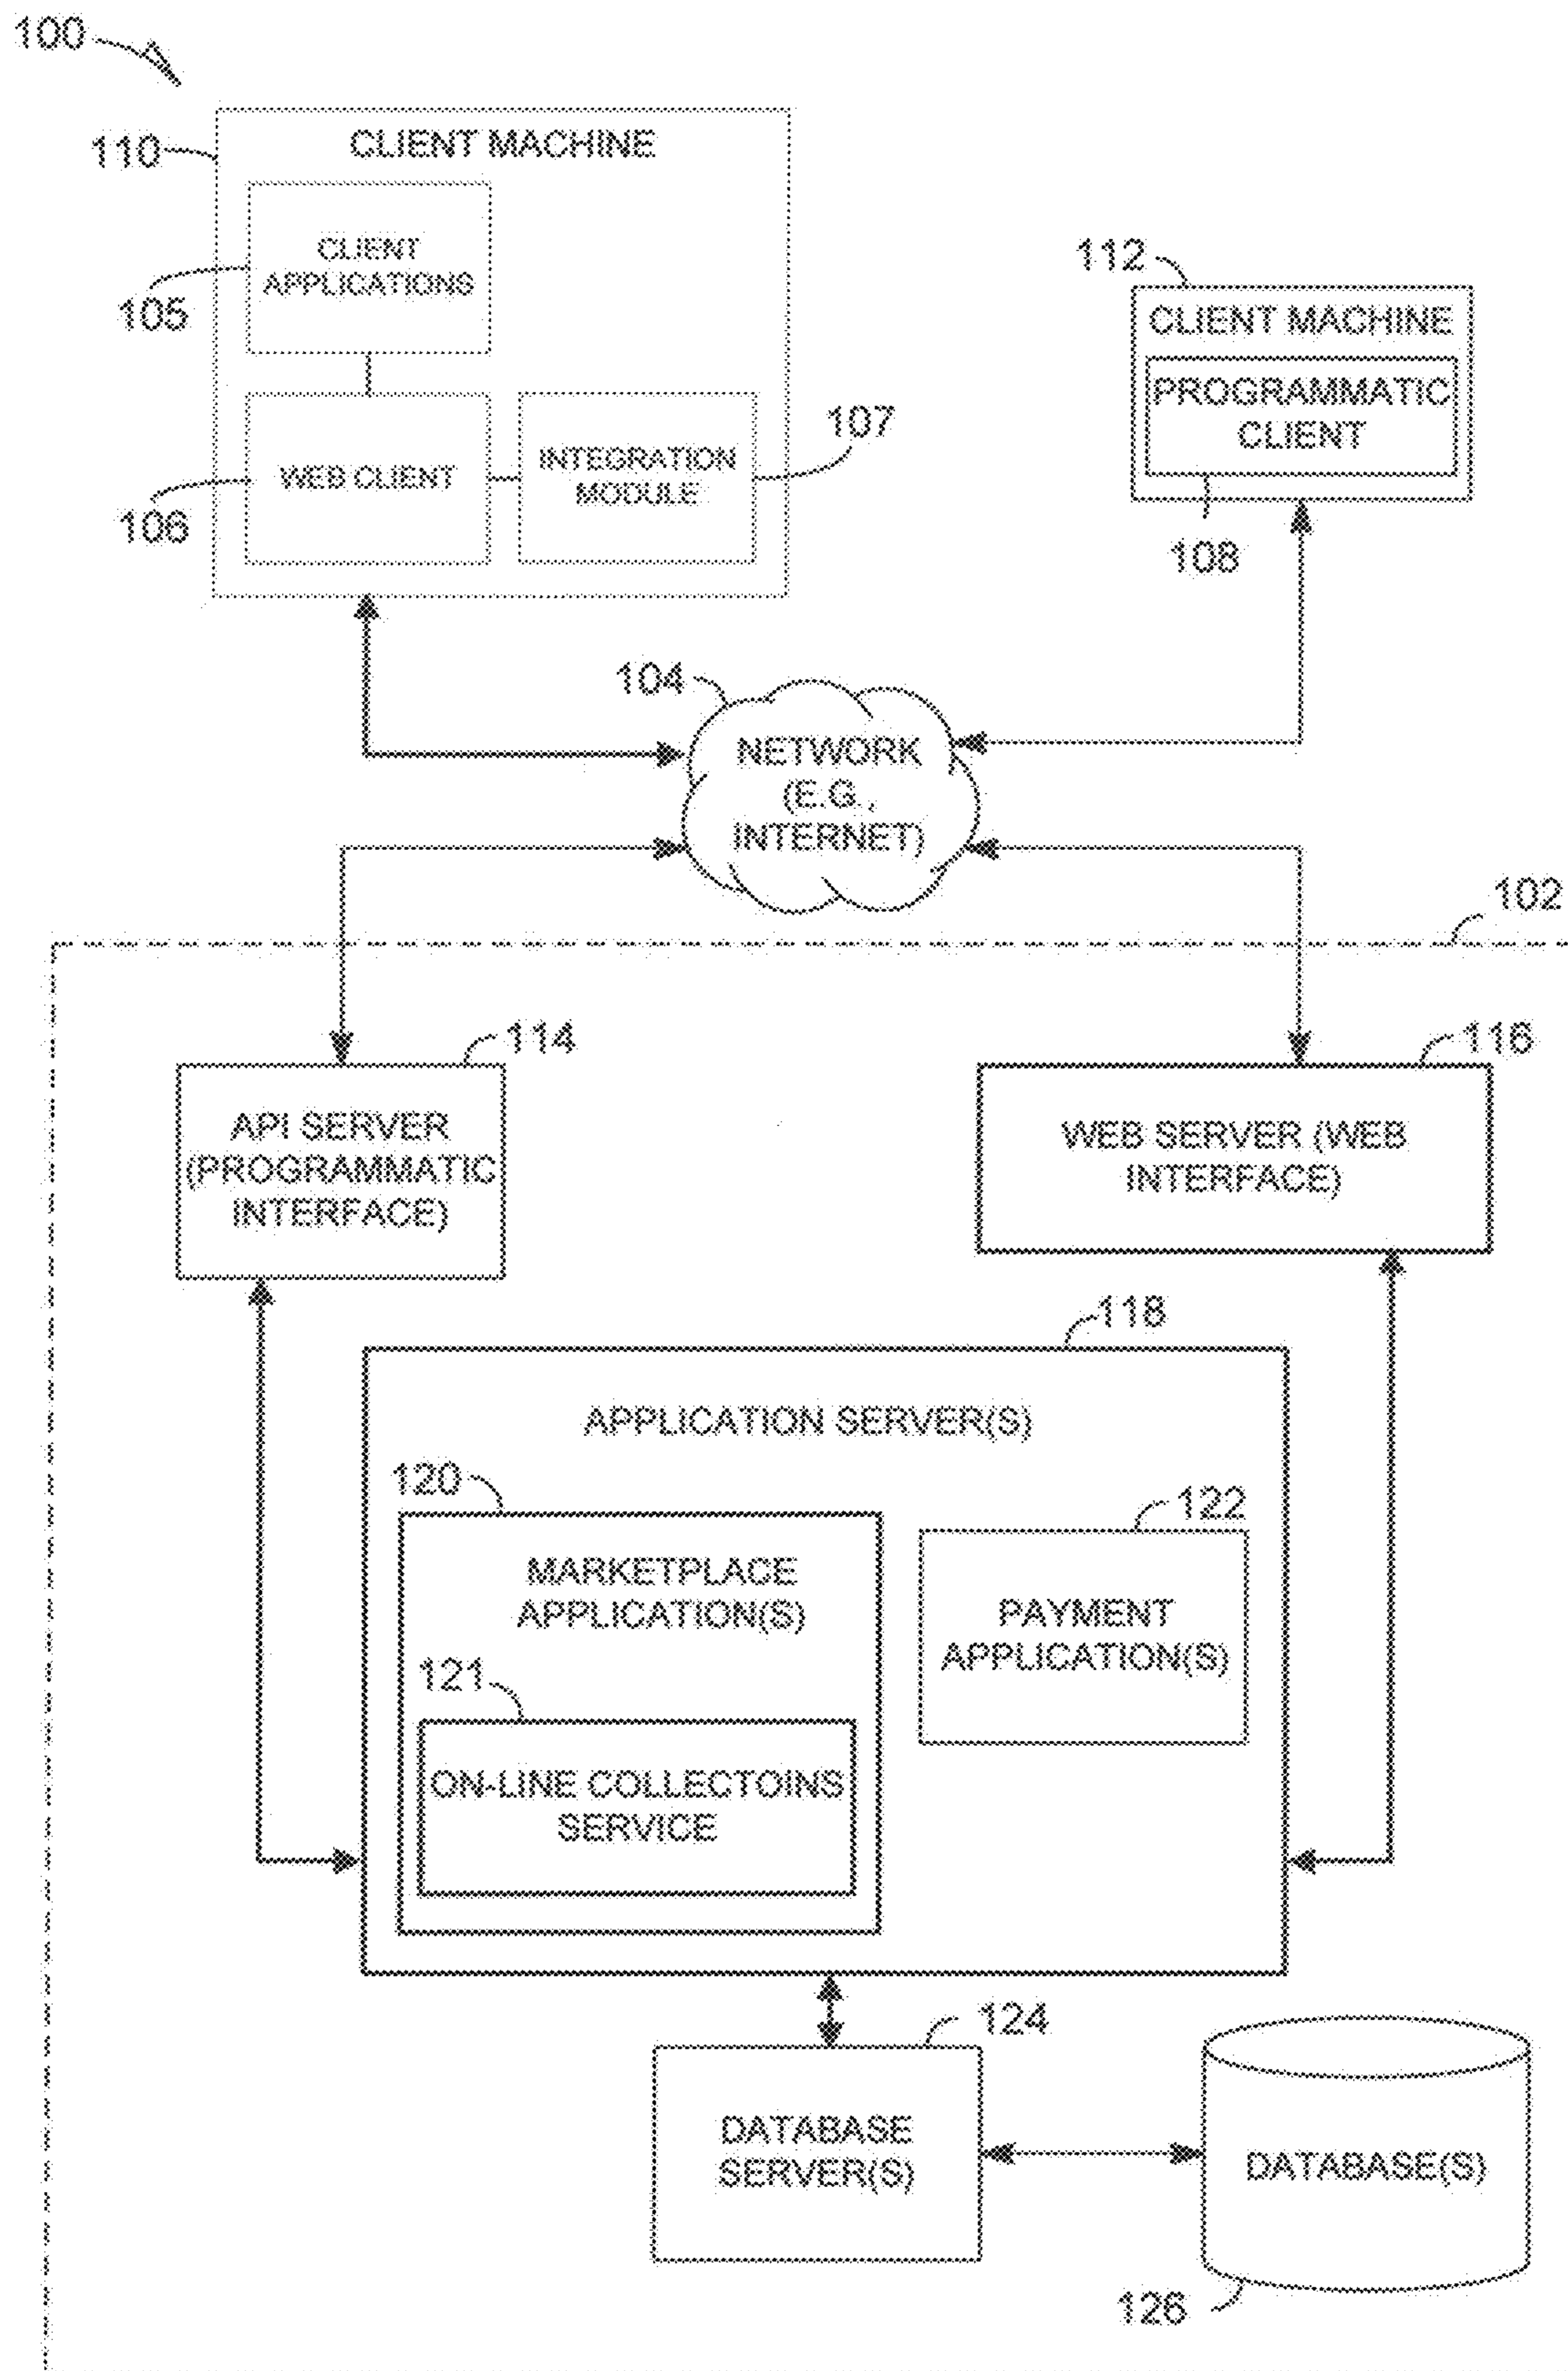 100
110
CLIENT MACHINE
CLIENT
APPLICATIONS
105
WEB CLIENT
106
INTEGRATION
MODULE
107
112
CLIENT MACHINE
PROGRAMMATIC
CLIENT
108
104
NETWORK
(E.G.,
INTERNET)
102
114
API SERVER
(PROGRAMMATIC
INTERFACE)
116
WEB SERVER (WEB
INTERFACE)
118
APPLICATION SERVER(S)
120
MARKETPLACE
APPLICATION(S)
121
ON-LINE COLLECTOINS
SERVICE
122
PAYMENT
APPLICATION(S)
124
DATABASE
SERVER(S)
DATABASE(S)
126